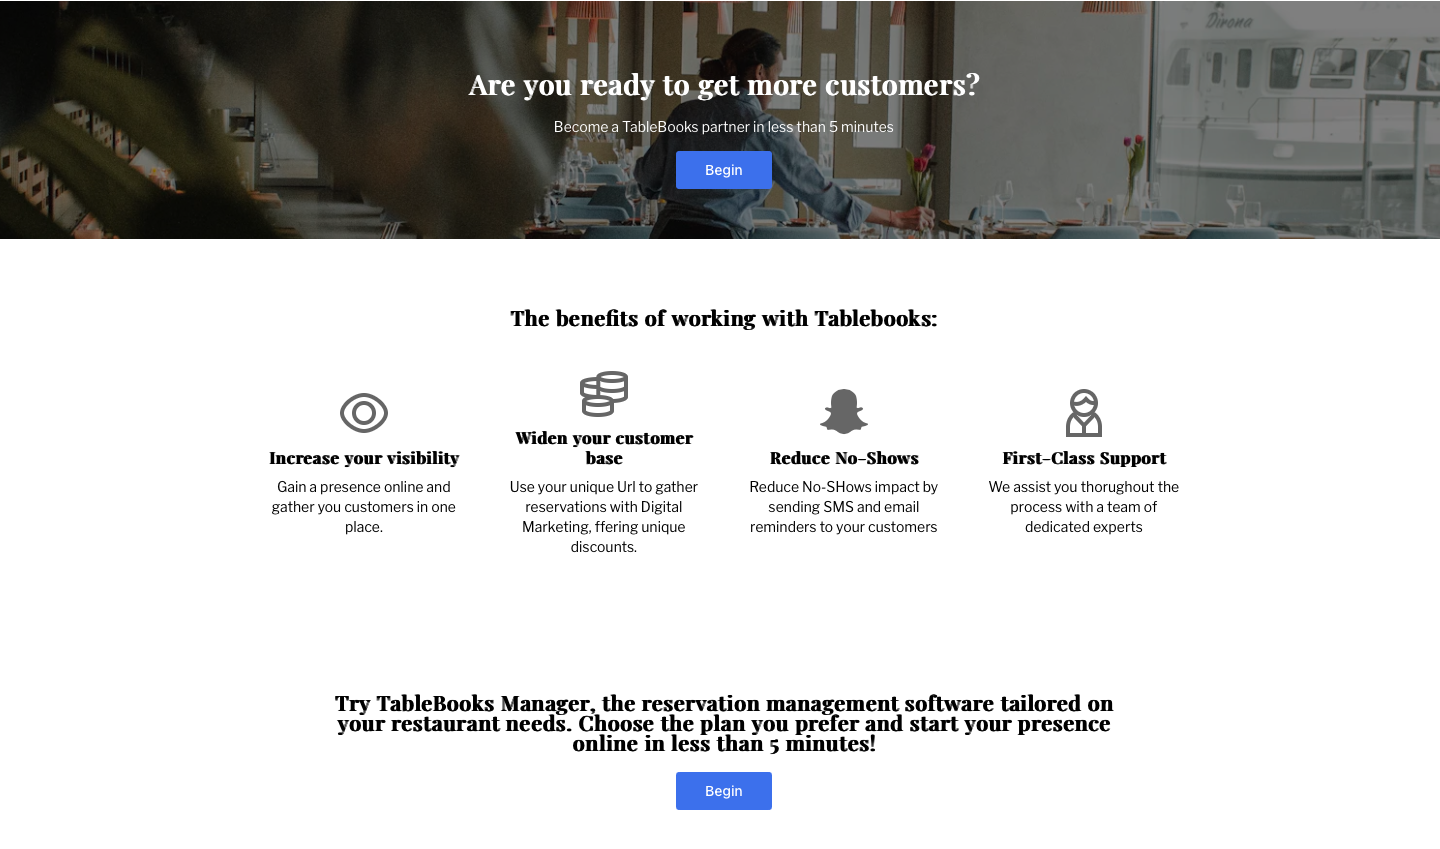 Dirona
Are you ready to get more customers?
Become a TableBooks partner in less than 5 minutes
Begin
The benefits of working with Tablebooks:
Increase your visibility
Gain a presence online and
gather you customers in one
place.
Widen your customer
base
Use your unique Url to gather
reservations with Digital
Marketing, ffering unique
discounts.
Reduce No-Shows
Reduce No-SHows impact by
sending SMS and email
reminders to your customers
First-Class Support
We assist you thorughout the
process with a team of
dedicated experts
Try TableBooks Manager, the reservation management software tailored on
your restaurant needs. Choose the plan you prefer and start your presence
online in less than 5 minutes!
Begin